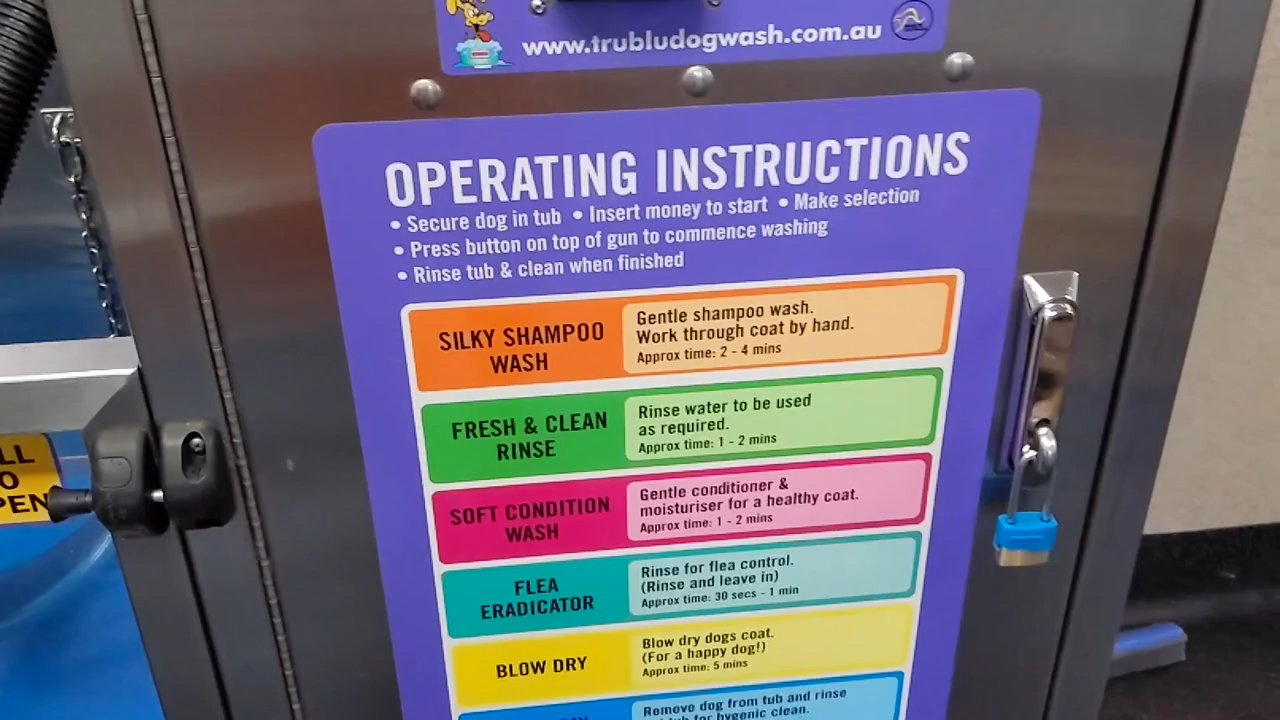 www.trubludogwash.com.au
OPERATING INSTRUCTIONS
• Secure dog in tub • Insert money to start • Make selection
• Press button on top of gun to commence washing
• Rinse tub & clean when finished
SILKY SHAMPOO
WASH
Gentle shampoo wash.
Work through coat by hand.
Approx time: 2 - 4 mins
FRESH & CLEAN
RINSE
Rinse water to be used
as required.
Approx time: 1 - 2 mins
SOFT CONDITION
WASH
Gentle conditioner &
moisturiser for a healthy coat.
Approx time: 1 - 2 mins
FLEA
ERADICATOR
Rinse for flea control.
(Rinse and leave in)
Approx time: 30 secs - 1 min
BLOW DRY
Blow dry dogs coat.
(For a happy dog!)
Approx time: 5 mins
Remove dog from tub and rinse
for hygenic clean.